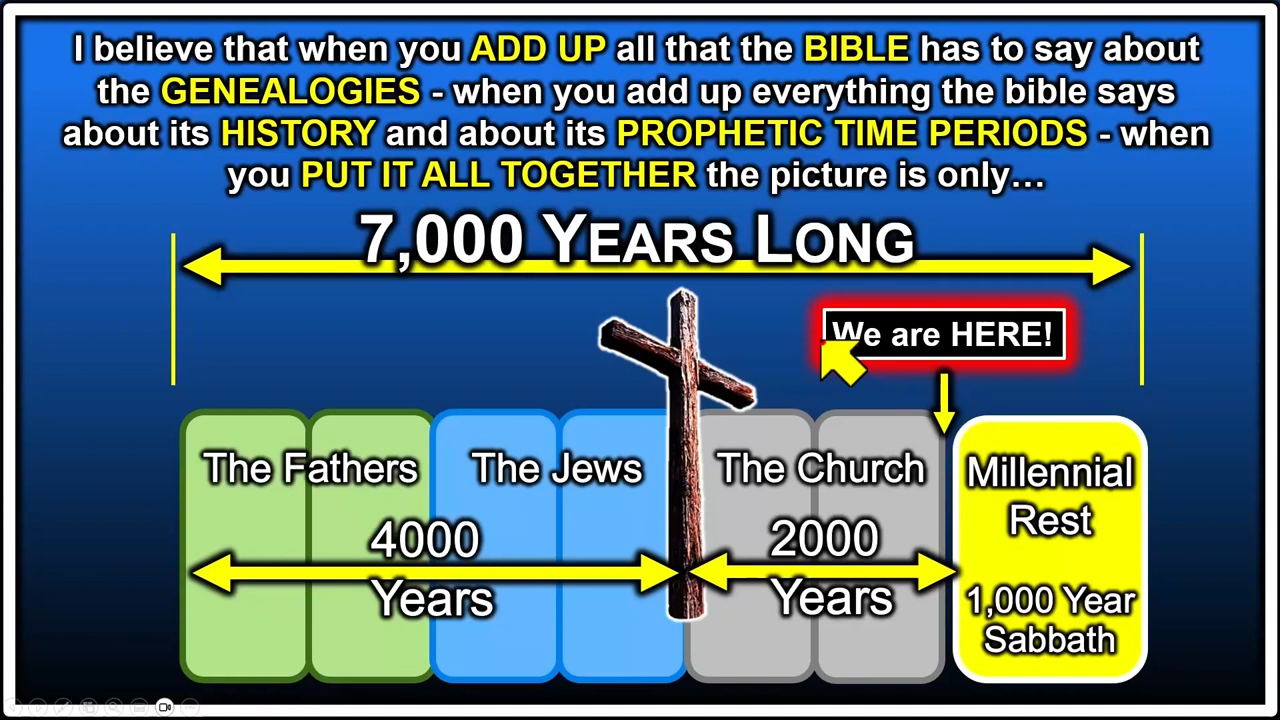 I believe that when you ADD UP all that the BIBLE has to say about
the GENEALOGIES - when you add up everything the bible says
about its HISTORY and about its PROPHETIC TIME PERIODS - when
you PUT IT ALL TOGETHER the picture is only…
7,000 YEARS LONG
We are HERE!
The Fathers
The Jews
The Church
Millennial
Rest
4000
Years
2000
Years
1,000 Year
Sabbath